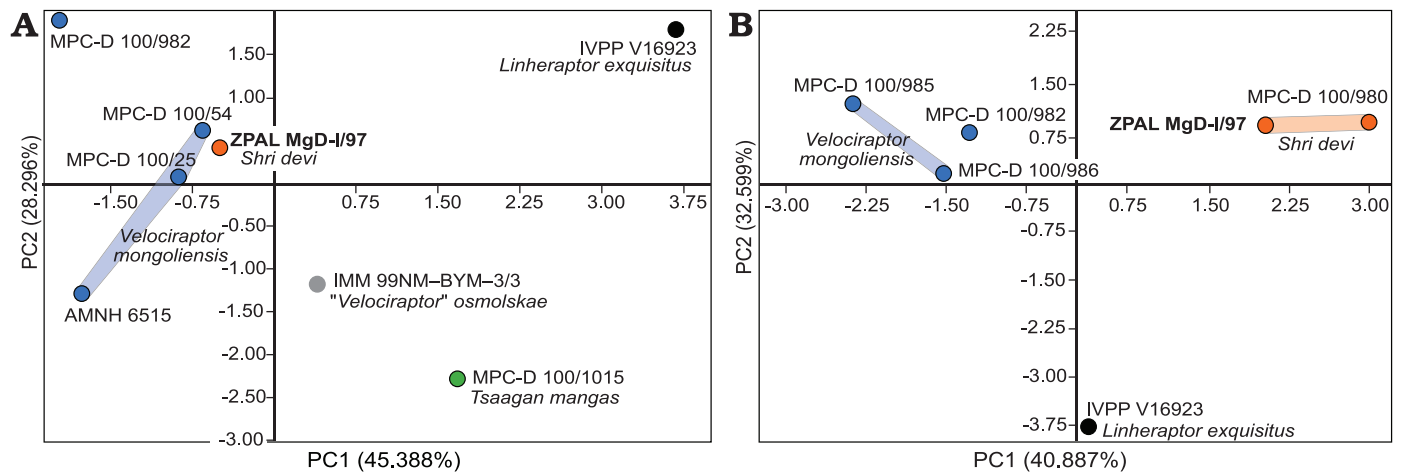 A
MPC-D 100/982
1.50
1.00
IVPP V16923
Linheraptor exquisitus
MPC-D 100/54
ZPAL MgD-I/97
Shri devi
MPC-D 100/25
-1.50
-0.75
0.75
1.50
2.25
3.00
3.75
-0.50
-1.00
-1.50
-2.00
-2.50
-3.00
Velociraptor
mongoliensis
AMNH 6515
IMM 99NM–BYM–3/3
"Velociraptor" osmolskae
MPC-D 100/1015
Tsaagan mangas
PC2 (28.296%)
PC1 (45.388%)
B
2.25
1.50
0.75
MPC-D 100/985
MPC-D 100/982
Velociraptor
mongoliensis
MPC-D 100/986
MPC-D 100/980
ZPAL MgD-I/97
Shri devi
-3.00
-2.25
-1.50
-0.75
0.75
1.50
2.25
3.00
-0.75
-1.50
-2.25
-3.00
-3.75
IVPP V16923
Linheraptor exquisitus
PC2 (32.599%)
PC1 (40.887%)